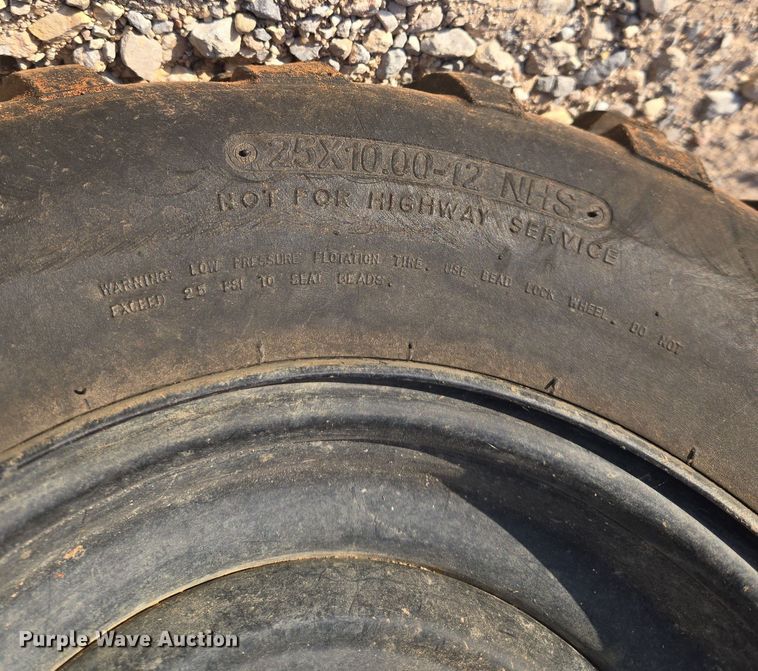 25X10.00-12 NHS
NOT FOR HIGHWAY SERVICE
WARNING: LOW PRESSURE FLOTATION TIRE. USE BEAD LOCK WHEEL. DO NOT
EXCEED 25 PSI TO SEAT BEADS.
Purple Wave Auction